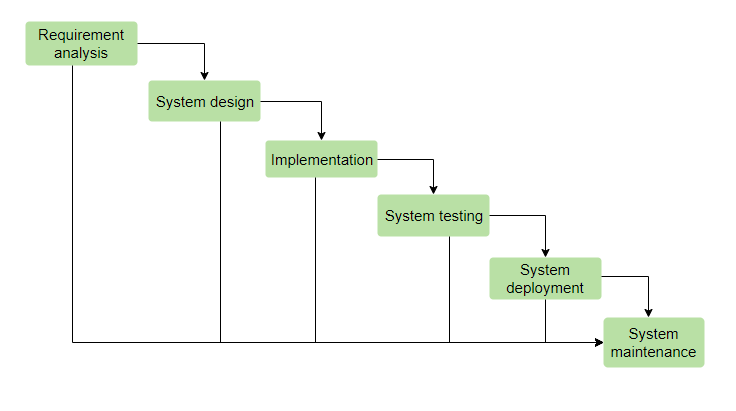 Requirement
analysis
System design
Implementation
System testing
System
deployment
System
maintenance